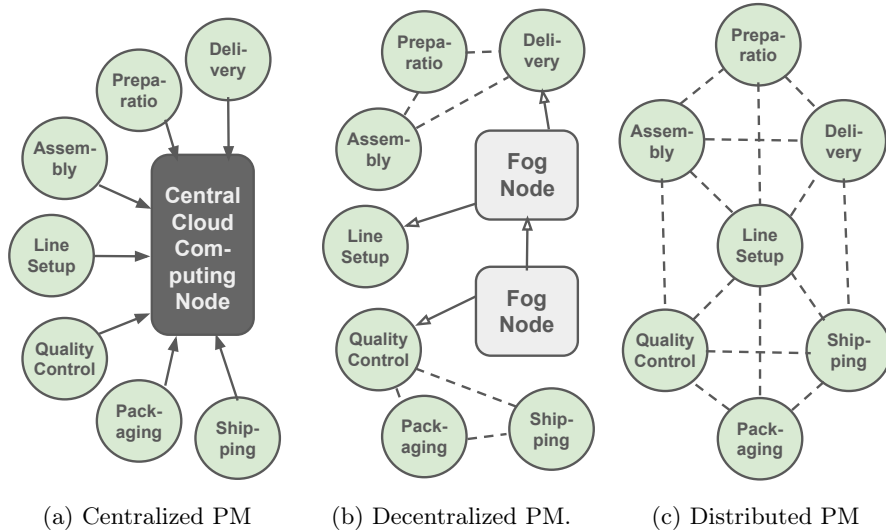 Deli-
very
Prepa-
ratio
Assem-
bly
Line
Setup
Quality
Control
Pack-
aging
Ship-
ping
Central
Cloud
Com-
puting
Node
(a) Centralized PM
Prepa-
ratio
Deli-
very
Assem-
bly
Fog
Node
Line
Setup
Fog
Node
Quality
Control
Pack-
aging
Ship-
ping
(b) Decentralized PM.
Prepa-
ratio
Assem-
bly
Deli-
very
Line
Setup
Quality
Control
Ship-
ping
Pack-
aging
(c) Distributed PM